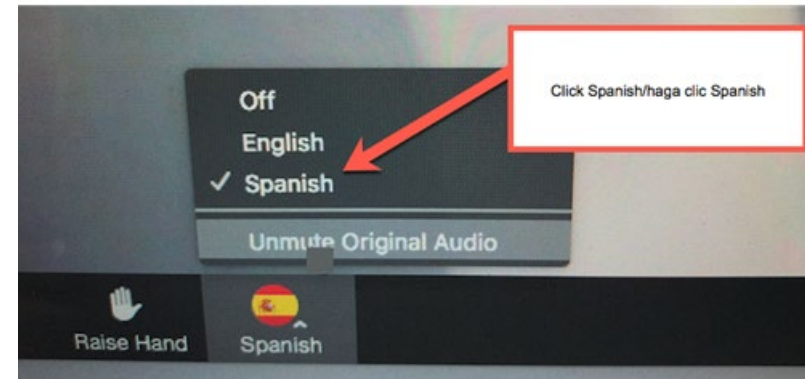 Off
Click Spanish/haga clic Spanish
English
✓ Spanish
Unmute Original Audio
Raise Hand
Spanish